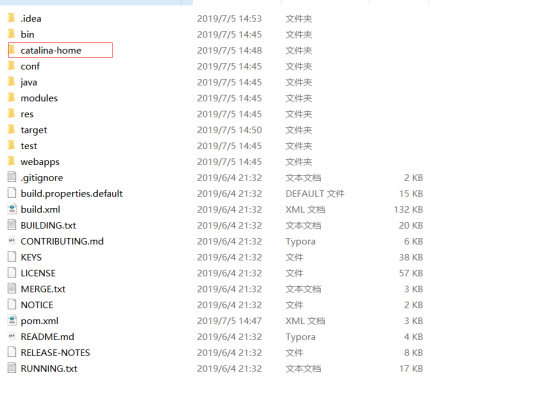 .idea 2019/7/5 14:53 文件夹
bin 2019/7/5 14:45 文件夹
catalina-home 2019/7/5 14:48 文件夹
conf 2019/7/5 14:45 文件夹
java 2019/7/5 14:45 文件夹
modules 2019/7/5 14:45 文件夹
res 2019/7/5 14:45 文件夹
target 2019/7/5 14:50 文件夹
test 2019/7/5 14:45 文件夹
webapps 2019/7/5 14:45 文件夹
.gitignore 2019/6/4 21:32 文本文档 2 KB
build.properties.default 2019/6/4 21:32 DEFAULT 文件 15 KB
build.xml 2019/6/4 21:32 XML 文档 132 KB
BUILDING.txt 2019/6/4 21:32 文本文档 20 KB
CONTRIBUTING.md 2019/6/4 21:32 Typora 6 KB
KEYS 2019/6/4 21:32 文件 38 KB
LICENSE 2019/6/4 21:32 文件 57 KB
MERGE.txt 2019/6/4 21:32 文本文档 3 KB
NOTICE 2019/6/4 21:32 文件 2 KB
pom.xml 2019/7/5 14:47 XML 文档 3 KB
README.md 2019/6/4 21:32 Typora 4 KB
RELEASE-NOTES 2019/6/4 21:32 文件 8 KB
RUNNING.txt 2019/6/4 21:32 文本文档 17 KB